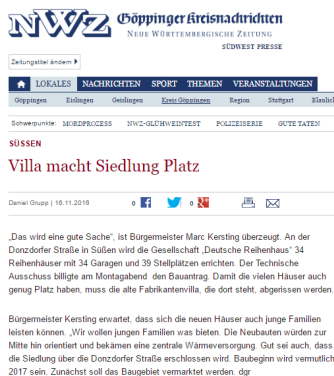 NWZ Göppinger Kreisnachrichten
NEUE WÜRTTEMBERGISCHE ZEITUNG
SÜDWEST PRESSE
Zeitungstitel ändern
LOKALES NACHRICHTEN SPORT THEMEN VERANSTALTUNGEN
Göppingen Eislingen Geislingen Kreis Göppingen Region Stuttgart Blaulic
Schwerpunkte: MORDPROZESS NWZ-GLÜHWEINTEST POLIZEISERIE GUTE TATEN
SÜSSEN
Villa macht Siedlung Platz
Daniel Grupp | 16.11.2016 0 0 0
„Das wird eine gute Sache“, ist Bürgermeister Marc Kersting überzeugt. An der
Donzdorfer Straße in Süßen wird die Gesellschaft „Deutsche Reihenhaus“ 34
Reihenhäuser mit 34 Garagen und 39 Stellplätzen errichten. Der Technische
Ausschuss billigte am Montagabend den Bauantrag. Damit die vielen Häuser auch
genug Platz haben, muss die alte Fabrikantenvilla, die dort steht, abgerissen werden.
Bürgermeister Kersting erwartet, dass sich die neuen Häuser auch junge Familien
leisten können. „Wir wollen jungen Familien was bieten. Die Neubauten würden zur
Mitte hin orientiert und bekämen eine zentrale Wärmeversorgung. Gut sei auch, dass
die Siedlung über die Donzdorfer Straße erschlossen wird. Baubeginn wird vermutlich
2017 sein. Zunächst soll das Baugebiet vermarktet werden. dgr